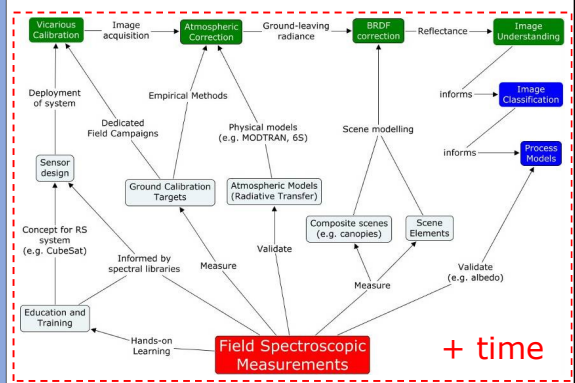 Vicarious
Calibration
Image
acquisition
Atmospheric
Correction
Ground-leaving
radiance
BRDF
correction
Reflectance
Image
Understanding
Deployment
of system
Empirical Methods
informs
Image
Classification
Dedicated
Field Campaigns
Physical models
(e.g. MODTRAN, 6S)
Scene modelling
informs
Process
Models
Sensor
design
Ground Calibration
Targets
Atmospheric Models
(Radiative Transfer)
Composite scenes
(e.g. canopies)
Scene
Elements
Concept for RS
system
(e.g. CubeSat)
Informed by
spectral libraries
Measure
Validate
Measure
Validate
(e.g. albedo)
Education and
Training
Hands-on
Learning
Field Spectroscopic
Measurements
+ time